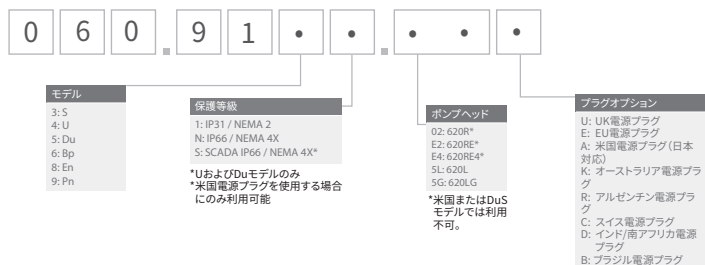 0 6 0 . 9 1 • • . • • •
モデル
3: S
4: U
5: Du
6: Bp
8: En
9: Pn
保護等級
1: IP31 / NEMA 2
N: IP66 / NEMA 4X
S: SCADA IP66 / NEMA 4X*
*UおよびDuモデルのみ
*米国電源プラグを使用する場合
にのみ利用可能
ポンプヘッド
02: 620R*
E2: 620RE*
E4: 620RE4*
5L: 620L
5G: 620LG
*米国またはDuS
モデルでは利用
不可。
プラグオプション
U: UK電源プラグ
E: EU電源プラグ
A: 米国電源プラグ（日本
対応）
K: オーストラリア電源プラ
グ
R: アルゼンチン電源プラ
グ
C: スイス電源プラグ
D: インド/南アフリカ電源
プラグ
B: ブラジル電源プラグ